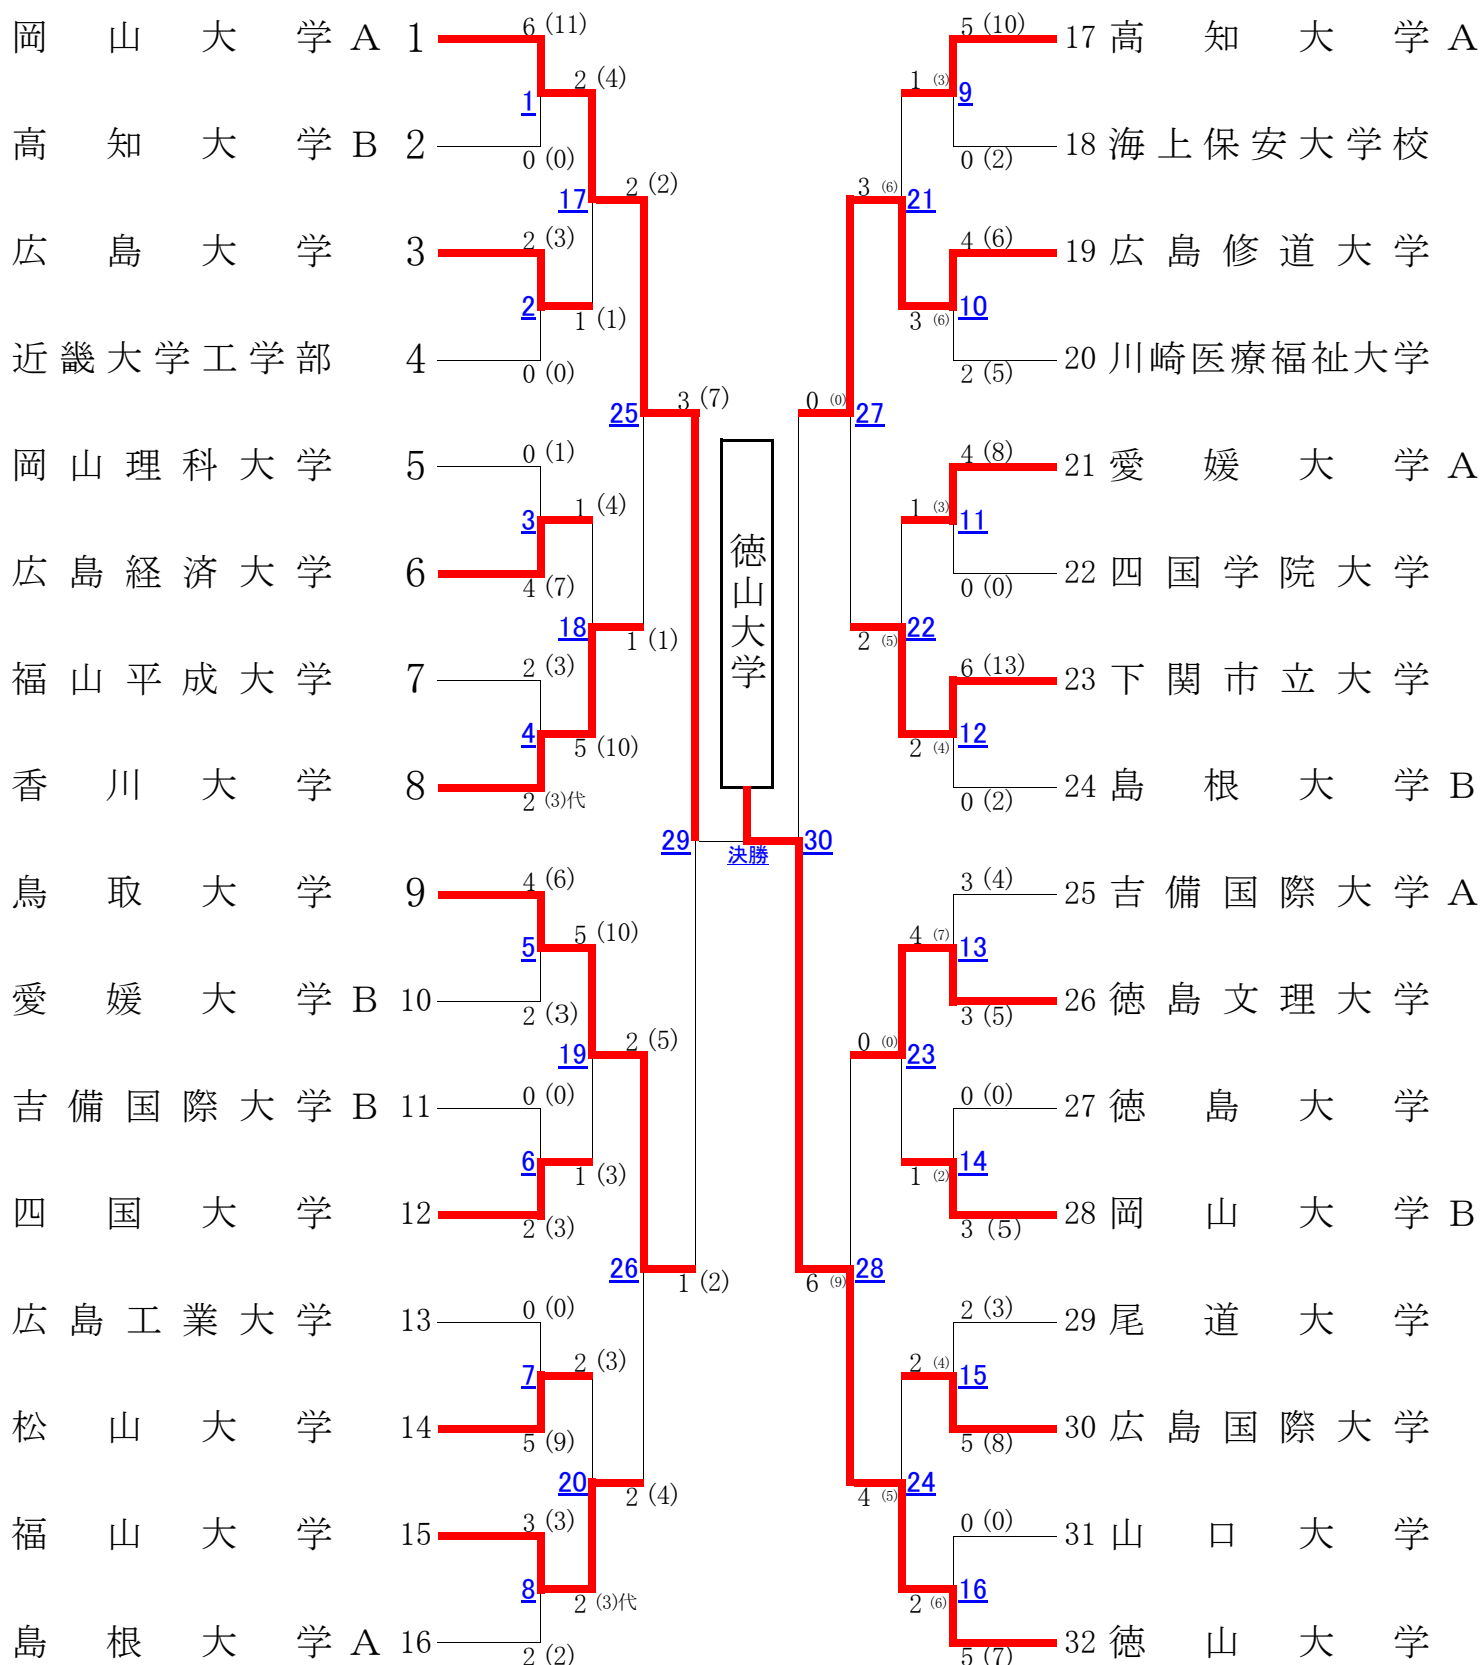 岡山大学A 1 6 (11)
2 (4)
1
高知大学B 2 0 (0)
17 2 (2)
広島大学 3 2 (3)
2
1 (1)
近畿大学工学部 4 0 (0)
25 3 (7)
岡山理科大学 5 0 (1)
3 1 (4)
広島経済大学 6 4 (7)
18 1 (1)
福山平成大学 7 2 (3)
4 5 (10)
香川大学 8 2 (3)代
29
鳥取大学 9 4 (6)
5 5 (10)
愛媛大学B 10 2 (3)
19 2 (5)
吉備国際大学B 11 0 (0)
6 1 (3)
四国大学 12 2 (3)
26 1 (2)
広島工業大学 13 0 (0)
7 2 (3)
松山大学 14 5 (9)
20 2 (4)
福山大学 15 3 (3)
8 2 (3)代
島根大学A 16 2 (2)
徳山大学
決勝
5 (10) 17 高知大学A
1 (3) 9
0 (2) 18 海上保安大学校
3 (6) 21
4 (6) 19 広島修道大学
3 (6) 10
2 (5) 20 川崎医療福祉大学
0 (0) 27
4 (8) 21 愛媛大学A
1 (3) 11
0 (0) 22 四国学院大学
2 (5) 22
6 (13) 23 下関市立大学
2 (4) 12
0 (2) 24 島根大学B
30
3 (4) 25 吉備国際大学A
4 (7) 13
3 (5) 26 徳島文理大学
0 (0) 23
0 (0) 27 徳島大学
1 (2) 14
3 (5) 28 岡山大学B
6 (9) 28
2 (3) 29 尾道大学
2 (4) 15
5 (8) 30 広島国際大学
4 (5) 24
0 (0) 31 山口大学
2 (6) 16
5 (7) 32 徳山大学